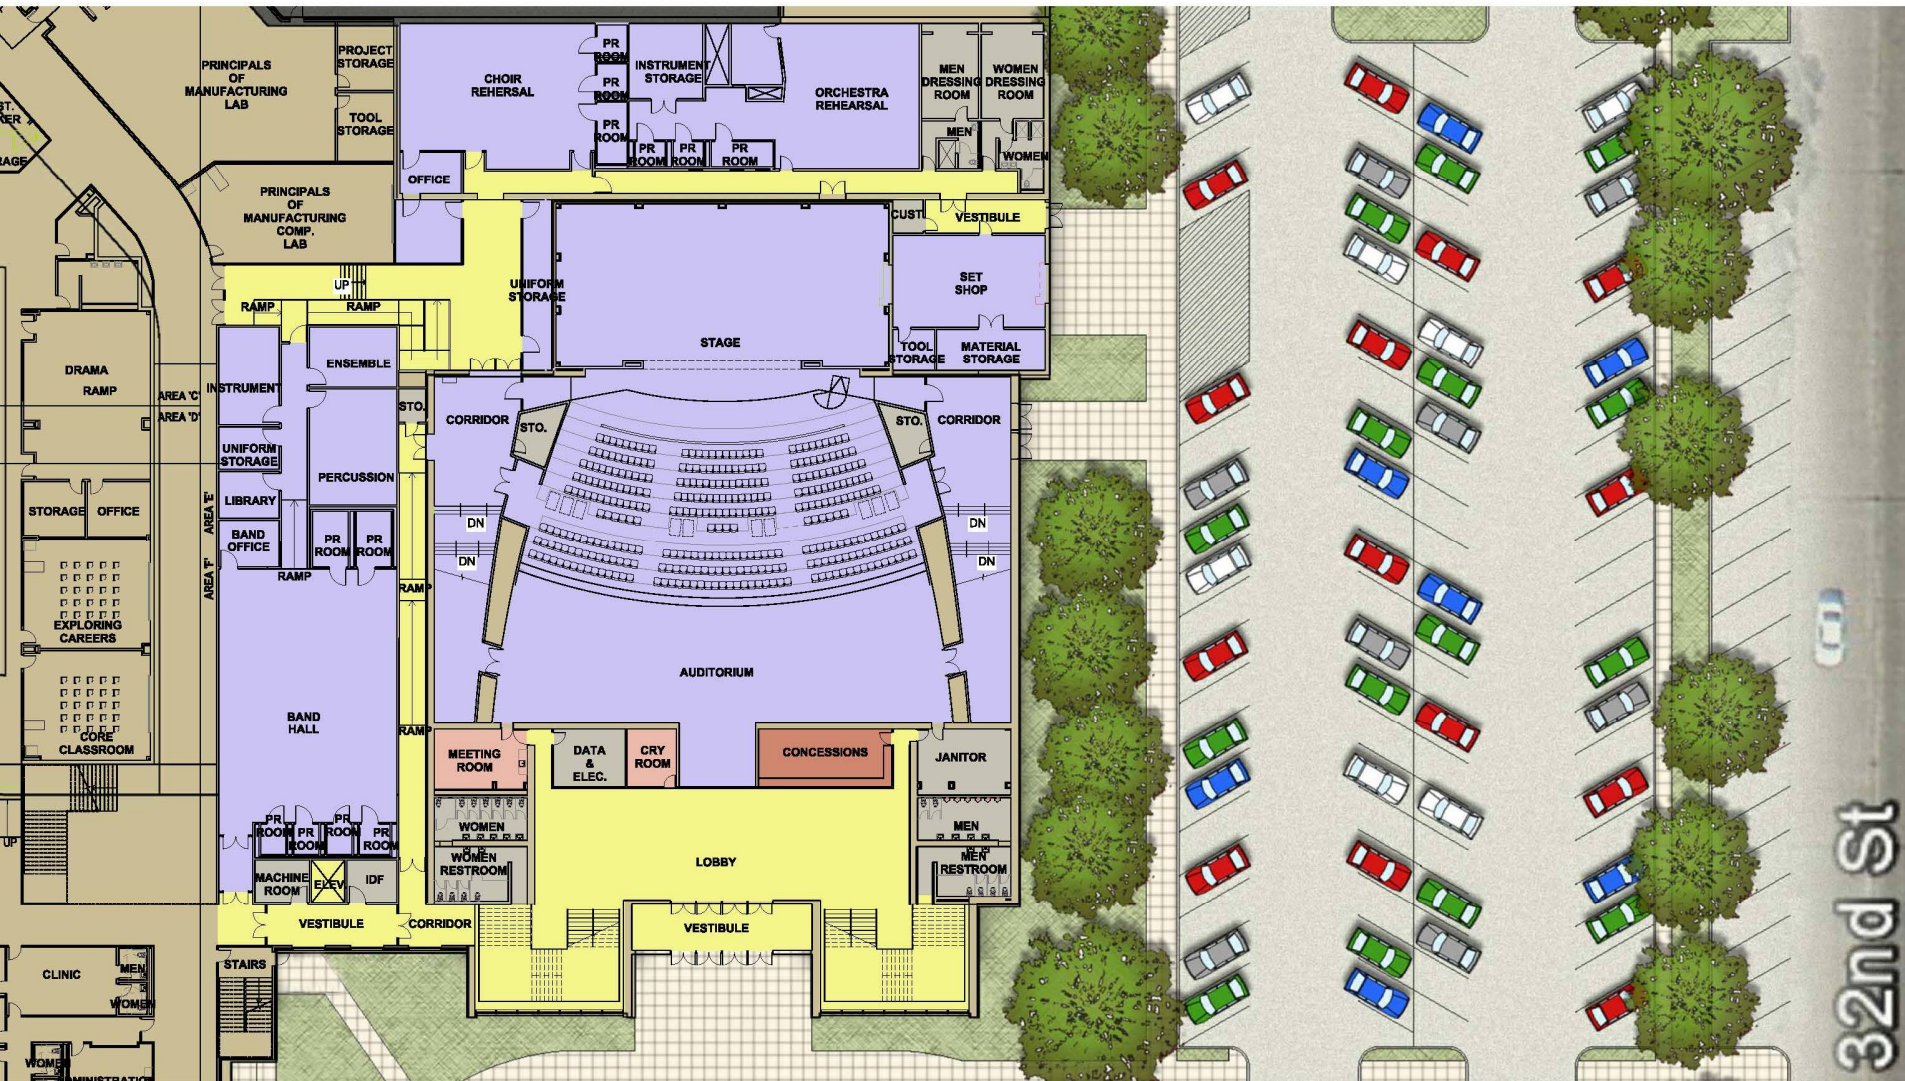 PRINCIPALS
OF
MANUFACTURING
LAB
PROJECT
STORAGE
TOOL
STORAGE
CHOIR
REHERSAL
PR
ROOM
PR
ROOM
PR
ROOM
INSTRUMENT
STORAGE
ORCHESTRA
REHEARSAL
MEN
DRESSING
ROOM
WOMEN
DRESSING
ROOM
PR
ROOM
PR
ROOM
PR
ROOM
MEN
WOMEN
OFFICE
PRINCIPALS
OF
MANUFACTURING
COMP.
LAB
CUST.
VESTIBULE
UP
RAMP
RAMP
UNIFORM
STORAGE
SET
SHOP
STAGE
TOOL
STORAGE
MATERIAL
STORAGE
DRAMA
RAMP
AREA 'C'
AREA 'D'
INSTRUMENT
ENSEMBLE
STO.
CORRIDOR
STO.
STO.
CORRIDOR
UNIFORM
STORAGE
PERCUSSION
LIBRARY
AREA 'E'
AREA 'F'
STORAGE
OFFICE
BAND
OFFICE
PR
ROOM
PR
ROOM
RAMP
DN
DN
DN
DN
RAMP
EXPLORING
CAREERS
AUDITORIUM
CORE
CLASSROOM
BAND
HALL
RAMP
MEETING
ROOM
DATA
&
ELEC.
CRY
ROOM
CONCESSIONS
JANITOR
PR
ROOM
PR
ROOM
PR
ROOM
PR
ROOM
WOMEN
MEN
UP
WOMEN
RESTROOM
LOBBY
MEN
RESTROOM
MACHINE
ROOM
ELEV.
IDF
VESTIBULE
CORRIDOR
VESTIBULE
STAIRS
CLINIC
MEN
WOMEN
WOMEN
32nd St